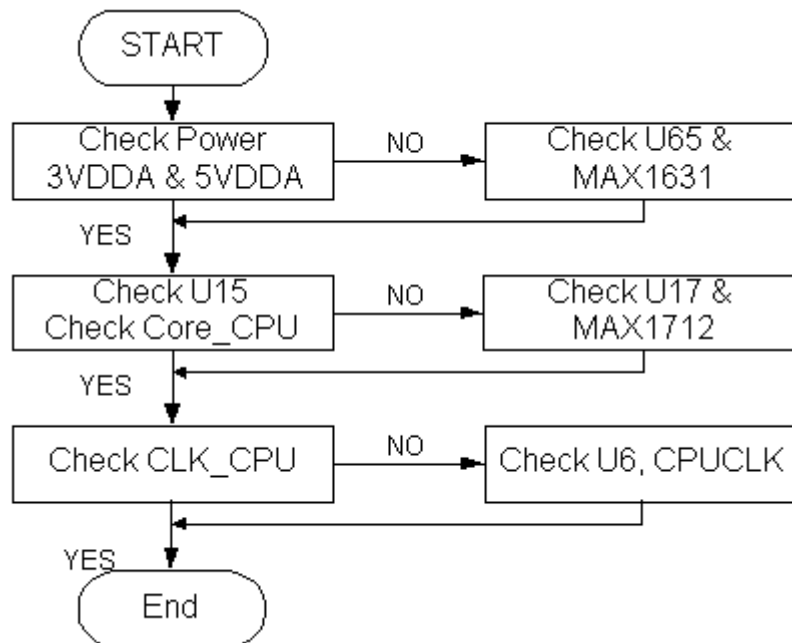 START
Check Power
3VDDA & 5VDDA
NO
Check U65 &
MAX1631
YES
Check U15
Check Core_CPU
NO
Check U17 &
MAX1712
YES
Check CLK_CPU
NO
Check U6, CPUCLK
YES
End